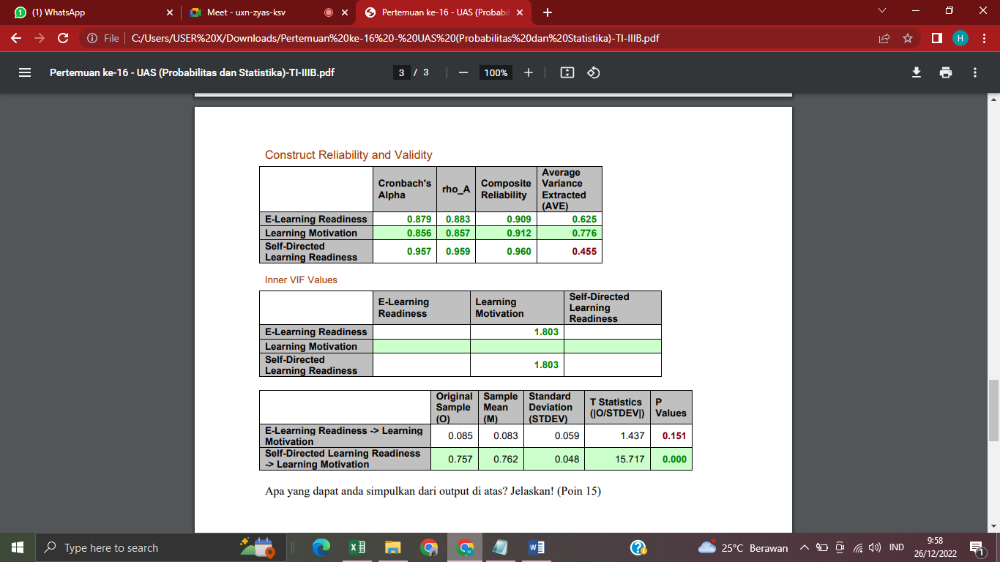 (1) WhatsApp
Meet - uxn-zyas-ksv
Pertemuan ke-16 - UAS (Probabil
File
C:/Users/USER%20X/Downloads/Pertemuan%20ke-16%20-%20UAS%20(Probabilitas%20dan%20Statistika)-TI-IIIB.pdf
H
Pertemuan ke-16 - UAS (Probabilitas dan Statistika)-TI-IIIB.pdf
3 / 3
100%
Construct Reliability and Validity
Cronbach's Alpha rho_A Composite Reliability Average Variance Extracted (AVE)
E-Learning Readiness 0.879 0.883 0.909 0.625
Learning Motivation 0.856 0.857 0.912 0.776
Self-Directed Learning Readiness 0.957 0.959 0.960 0.455
Inner VIF Values
E-Learning Readiness Learning Motivation Self-Directed Learning Readiness
E-Learning Readiness 1.803
Learning Motivation
Self-Directed Learning Readiness 1.803
Original Sample (O) Sample Mean (M) Standard Deviation (STDEV) T Statistics (|O/STDEV|) P Values
E-Learning Readiness -> Learning Motivation 0.085 0.083 0.059 1.437 0.151
Self-Directed Learning Readiness -> Learning Motivation 0.757 0.762 0.048 15.717 0.000
Apa yang dapat anda simpulkan dari output di atas? Jelaskan! (Poin 15)
Type here to search
25°C Berawan
IND
9:58
26/12/2022
1